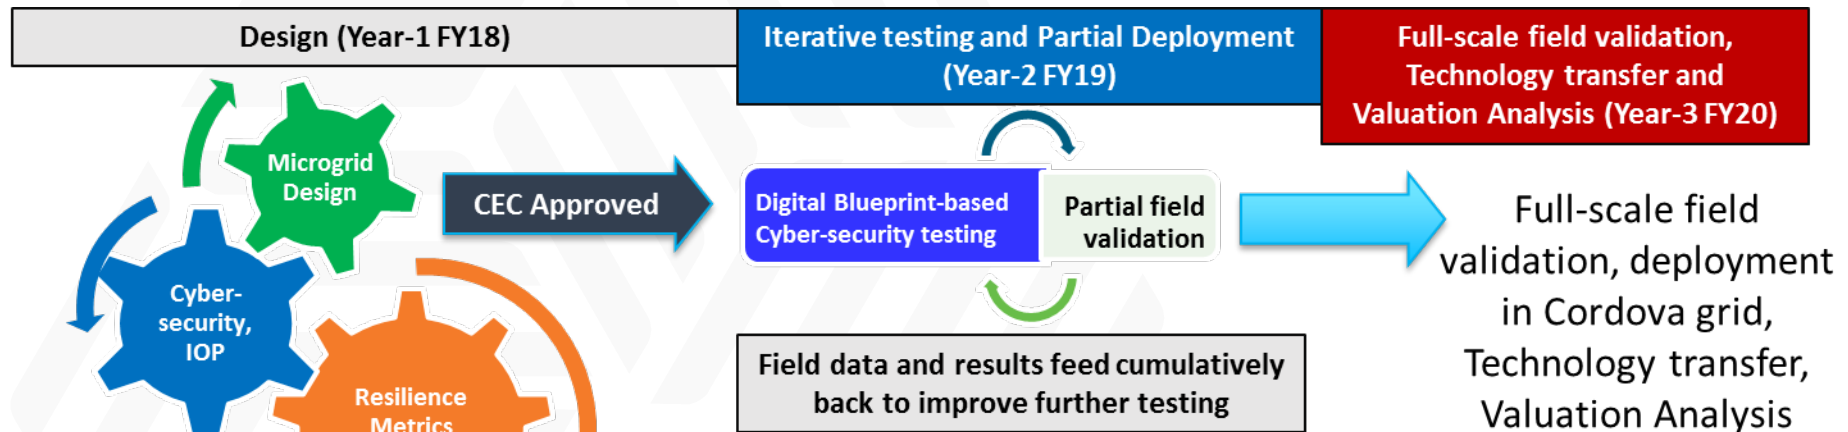 Design (Year-1 FY18)
Iterative testing and Partial Deployment
(Year-2 FY19)
Full-scale field validation,
Technology transfer and
Valuation Analysis (Year-3 FY20)
Microgrid
Design
Cyber-
security,
IOP
Resilience
Metrics
CEC Approved
Digital Blueprint-based
Cyber-security testing
Partial field
validation
Field data and results feed cumulatively
back to improve further testing
Full-scale field
validation, deployment
in Cordova grid,
Technology transfer,
Valuation Analysis